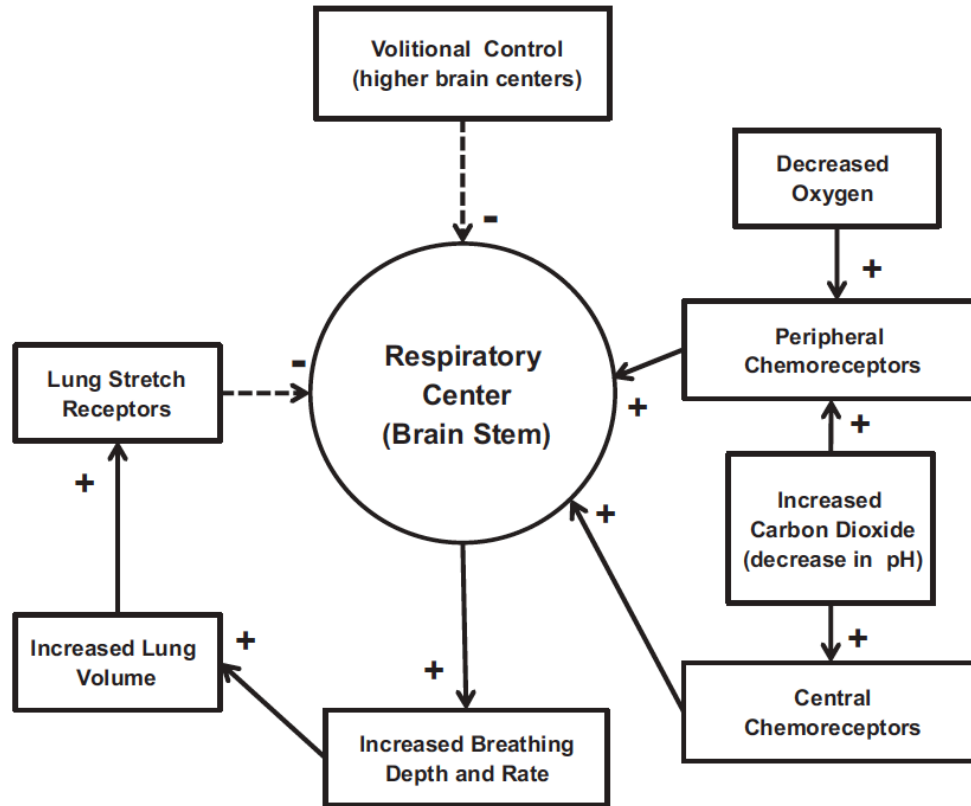 Volitional Control
(higher brain centers)
-
Decreased
Oxygen
+
Peripheral
Chemoreceptors
+
+
Increased
Carbon Dioxide
(decrease in pH)
+
Central
Chemoreceptors
+
Respiratory
Center
(Brain Stem)
-
Lung Stretch
Receptors
+
Increased Lung
Volume
+
+
Increased Breathing
Depth and Rate